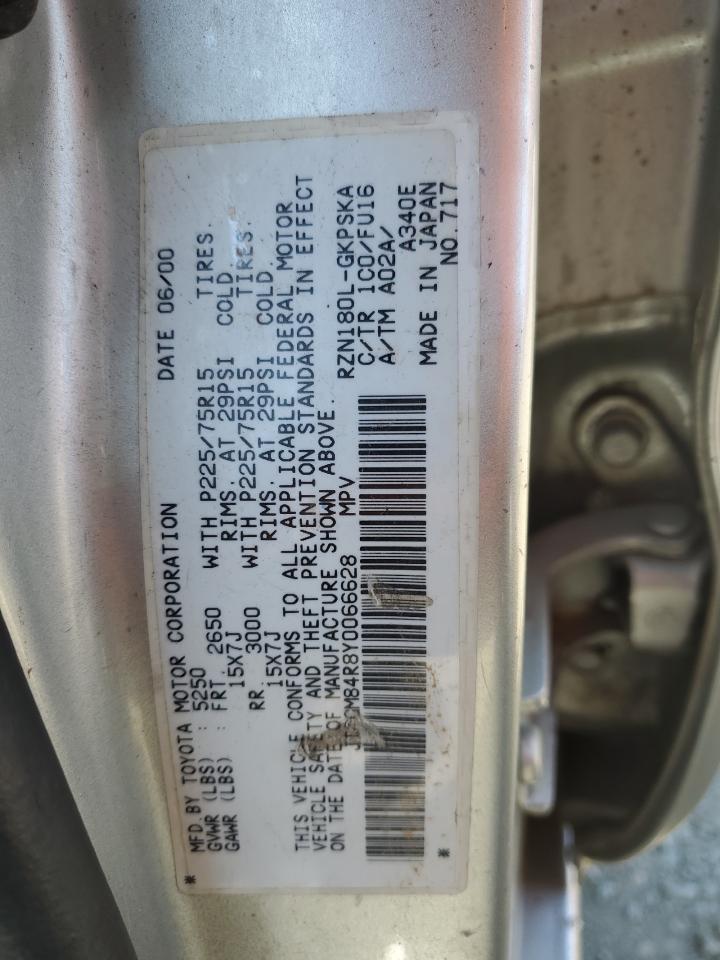 MFD. BY TOYOTA MOTOR CORPORATION DATE 06/00
GVWR (LBS) : 5250
GAWR (LBS) : FRT. 2650 WITH P225/75R15 TIRES.
15X7J RIMS. AT 29PSI COLD.
RR. 3000 WITH P225/75R15 TIRES.
15X7J RIMS. AT 29PSI COLD.
THIS VEHICLE CONFORMS TO ALL APPLICABLE FEDERAL MOTOR
VEHICLE SAFETY AND THEFT PREVENTION STANDARDS IN EFFECT
ON THE DATE OF MANUFACTURE SHOWN ABOVE.
JT3GM84R8Y0066628 MPV
RZN180L-GKPSKA
C/TR 1C0/FU16
A/TM A02A/
A340E
MADE IN JAPAN
NO.717
* *